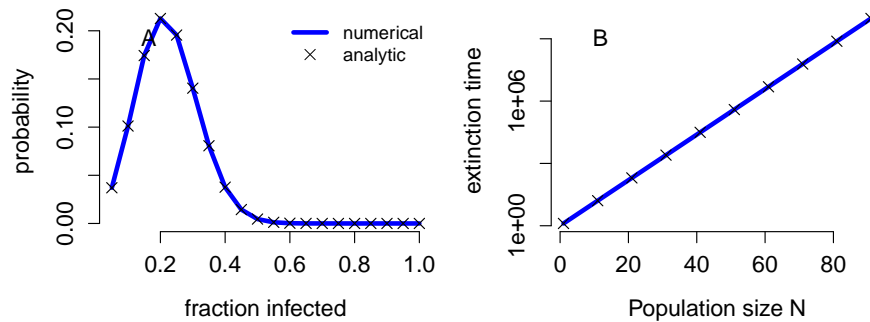 A
numerical
analytic
probability
0.20
0.10
0.00
0.2 0.4 0.6 0.8 1.0
fraction infected
B
extinction time
1e+06
1e+00
0 20 40 60 80
Population size N